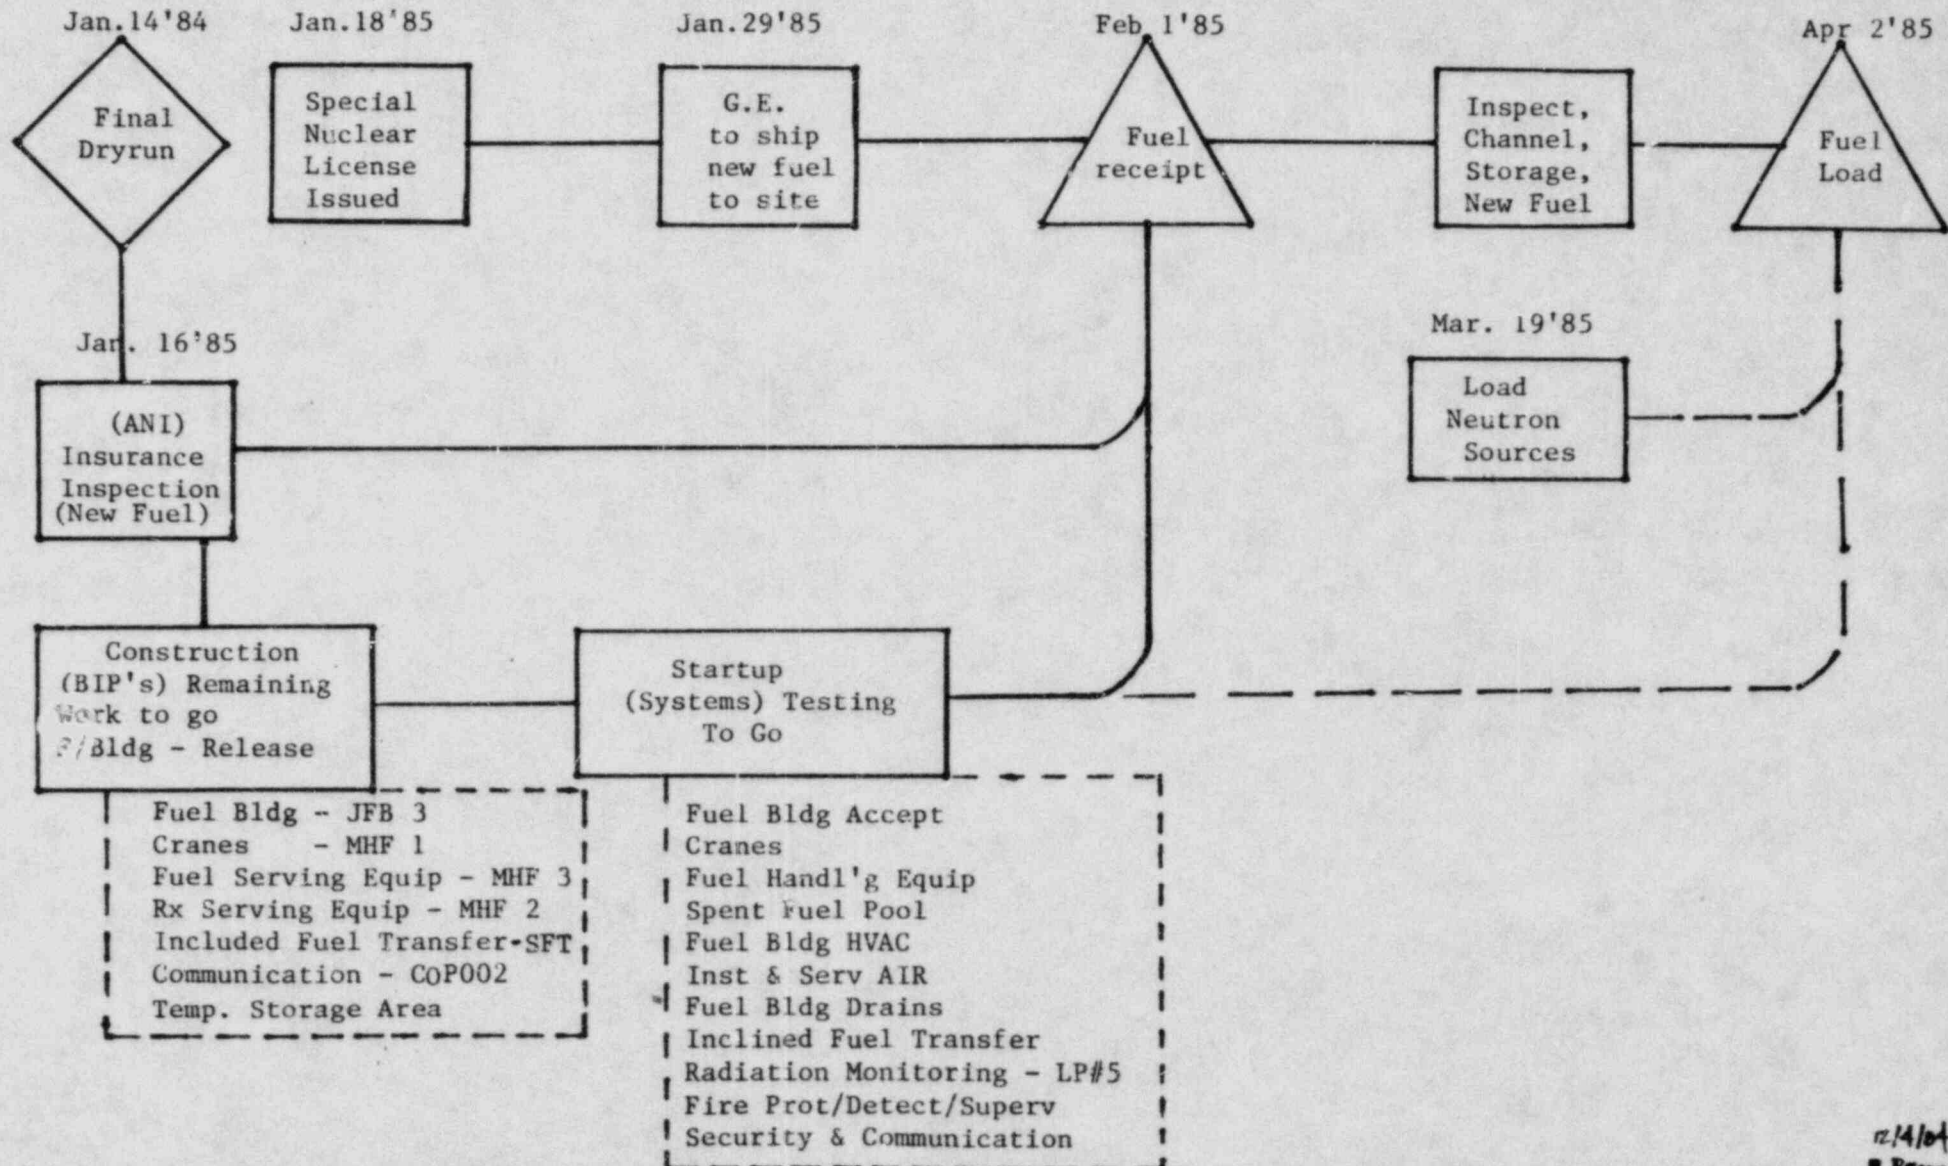 Jan.14'84
Final
Dryrun
Jan.18'85
Special
Nuclear
License
Issued
Jan.29'85
G.E.
to ship
new fuel
to site
Feb 1'85
Fuel
receipt
Inspect,
Channel,
Storage,
New Fuel
Apr 2'85
Fuel
Load
Jan. 16'85
(ANI)
Insurance
Inspection
(New Fuel)
Mar. 19'85
Load
Neutron
Sources
Construction
(BIP's) Remaining
Work to go
F/Bldg - Release
Startup
(Systems) Testing
To Go
Fuel Bldg - JFB 3
Cranes - MHF 1
Fuel Serving Equip - MHF 3
Rx Serving Equip - MHF 2
Included Fuel Transfer-SFT
Communication - COP002
Temp. Storage Area
Fuel Bldg Accept
Cranes
Fuel Handl'g Equip
Spent Fuel Pool
Fuel Bldg HVAC
Inst & Serv AIR
Fuel Bldg Drains
Inclined Fuel Transfer
Radiation Monitoring - LP#5
Fire Prot/Detect/Superv
Security & Communication
12/4/84